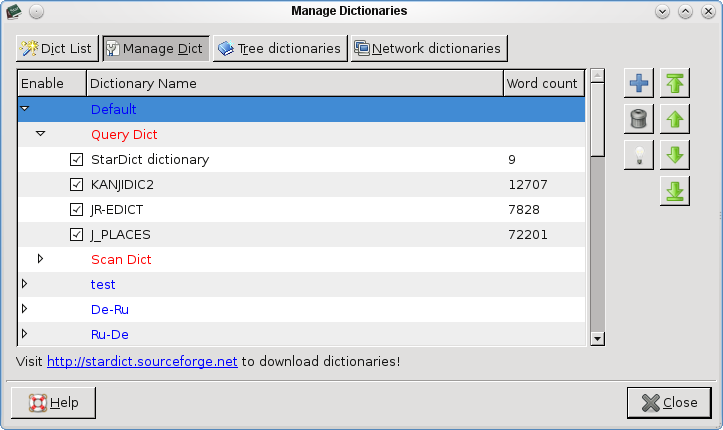 Manage Dictionaries
Dict List Manage Dict Tree dictionaries Network dictionaries
Enable Dictionary Name Word count
Default
Query Dict
StarDict dictionary 9
KANJIDIC2 12707
JR-EDICT 7828
J_PLACES 72201
Scan Dict
test
De-Ru
Ru-De
Visit http://stardict.sourceforge.net to download dictionaries!
Help Close